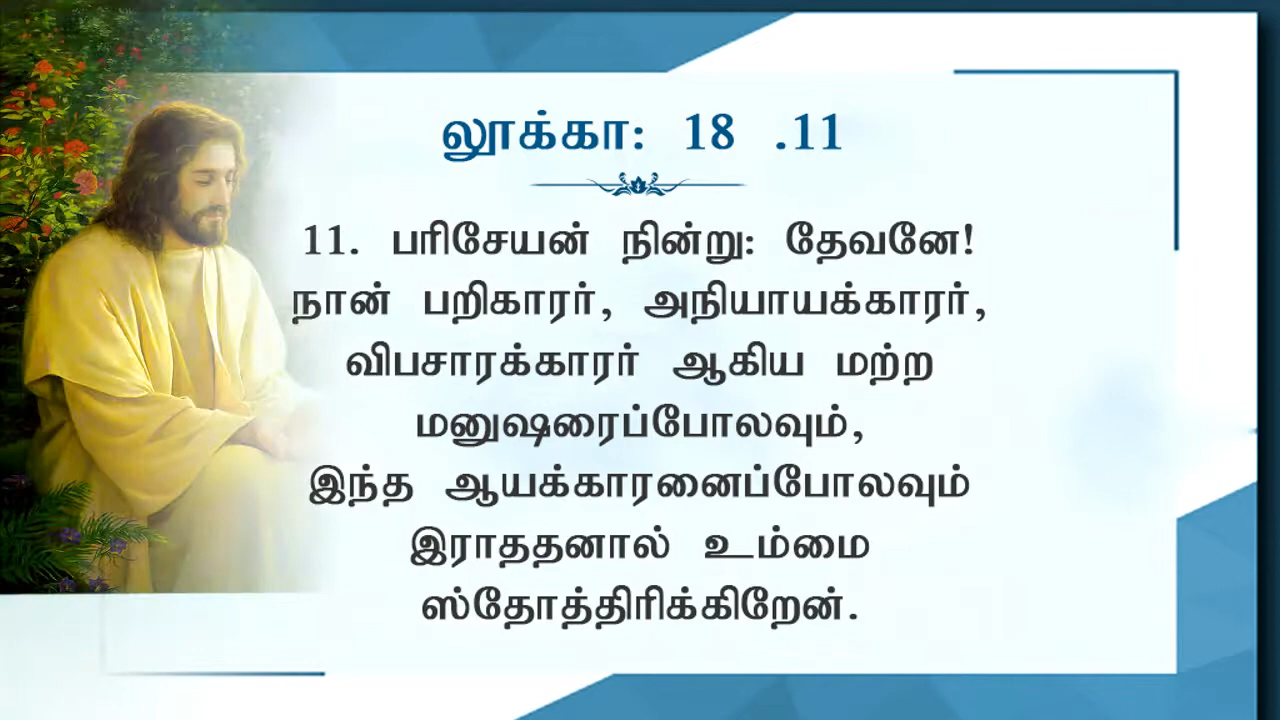 லூக்கா: 18 .11
11. பரிசேயன் நின்று: தேவனே!
நான் பறிகாரர், அநியாயக்காரர்,
விபசாரக்காரர் ஆகிய மற்ற
மனுஷரைப்போலவும்,
இந்த ஆயக்காரனைப்போலவும்
இராததனால் உம்மை
ஸ்தோத்திரிக்கிறேன்.